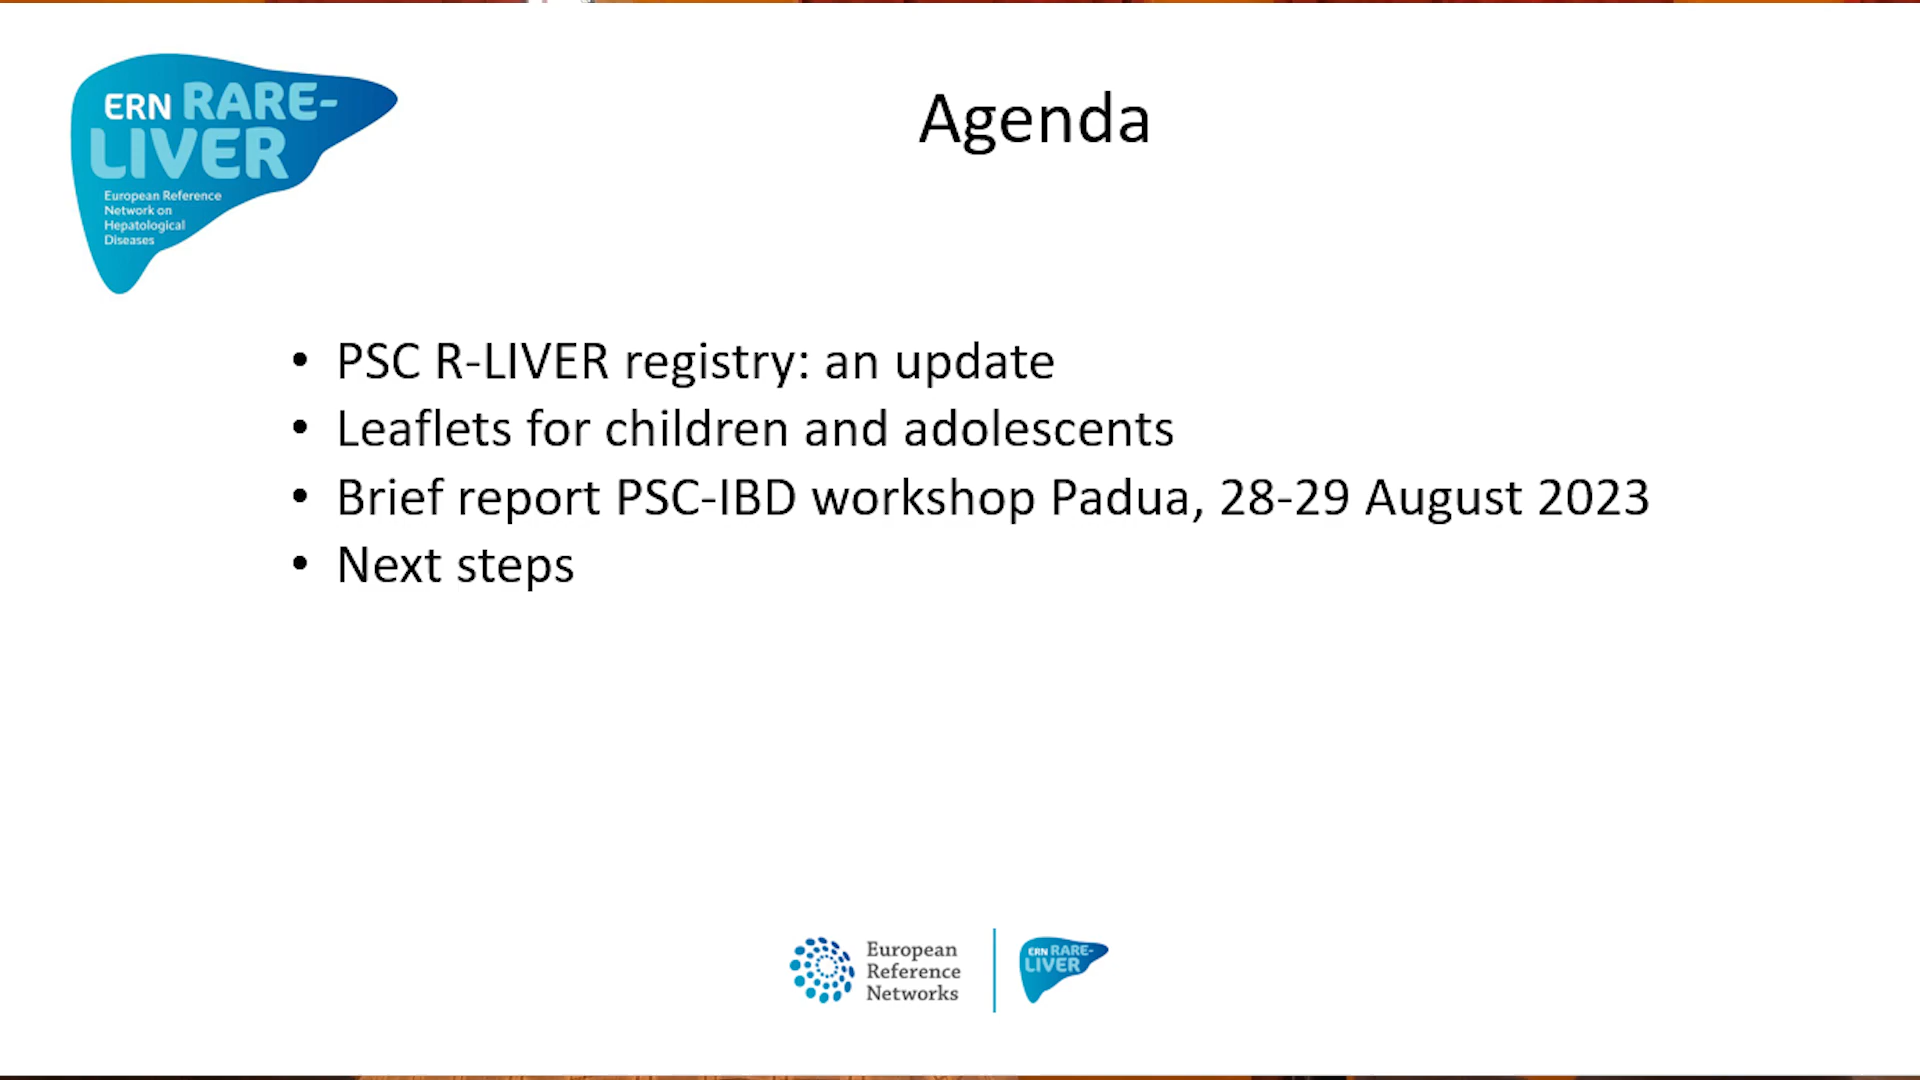 ERN RARE-
LIVER
European Reference
Network on
Hepatological
Diseases
Agenda
• PSC R-LIVER registry: an update
• Leaflets for children and adolescents
• Brief report PSC-IBD workshop Padua, 28-29 August 2023
• Next steps
European
Reference
Networks
ERN RARE-
LIVER